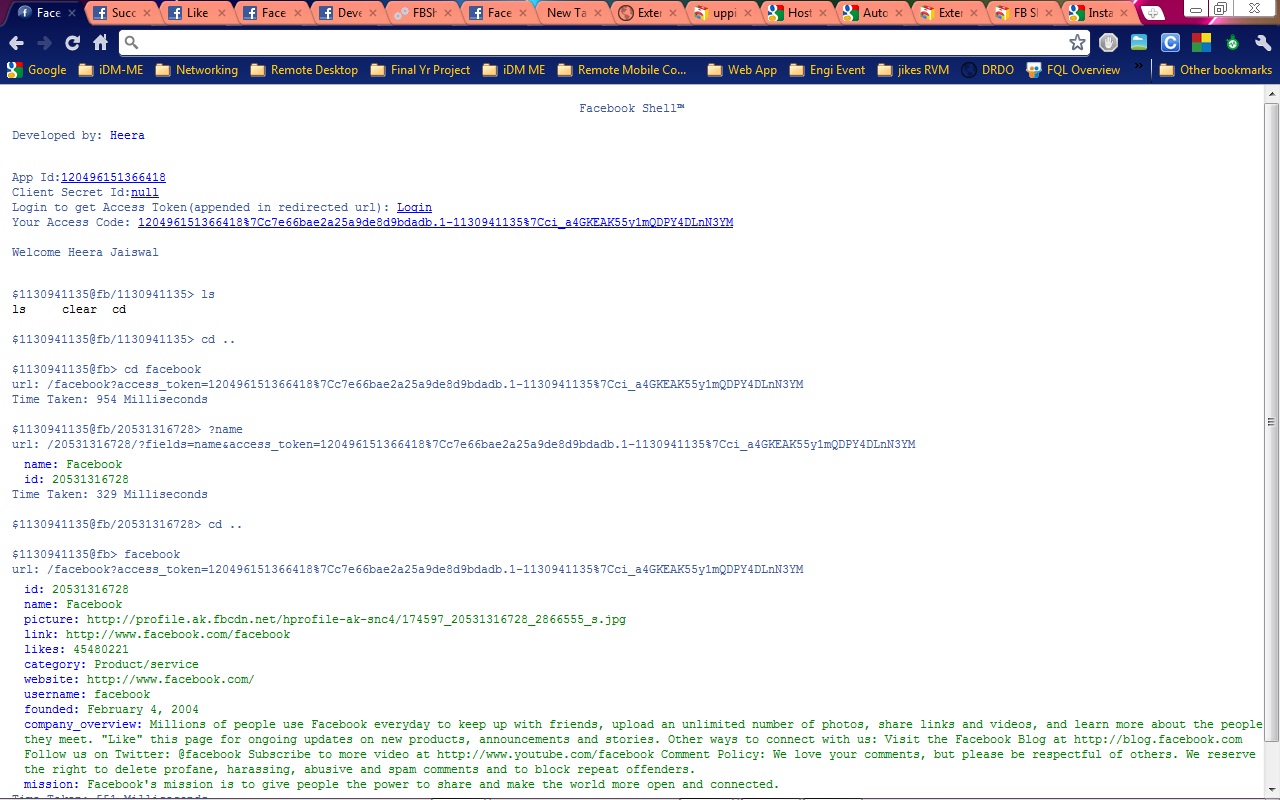 Face
Succ
Like
Face
Deve
FBSh
Face
New Ta
Exter
uppi
Host
Auto
Exter
FB Sl
Insta
Google
iDM-ME
Networking
Remote Desktop
Final Yr Project
iDM ME
Remote Mobile Co...
Web App
Engi Event
jikes RVM
DRDO
FQL Overview
»
Other bookmarks
Facebook Shell™
Developed by: Heera
App Id:120496151366418
Client Secret Id:null
Login to get Access Token(appended in redirected url): Login
Your Access Code: 120496151366418%7Cc7e66bae2a25a9de8d9bdadb.1-1130941135%7Cci_a4GKEAK55y1mQDPY4DLnN3YM
Welcome Heera Jaiswal
$1130941135@fb/1130941135> ls
ls clear cd
$1130941135@fb/1130941135> cd ..
$1130941135@fb> cd facebook
url: /facebook?access_token=120496151366418%7Cc7e66bae2a25a9de8d9bdadb.1-1130941135%7Cci_a4GKEAK55y1mQDPY4DLnN3YM
Time Taken: 954 Milliseconds
$1130941135@fb/20531316728> ?name
url: /20531316728/?fields=name&access_token=120496151366418%7Cc7e66bae2a25a9de8d9bdadb.1-1130941135%7Cci_a4GKEAK55y1mQDPY4DLnN3YM
name: Facebook
id: 20531316728
Time Taken: 329 Milliseconds
$1130941135@fb/20531316728> cd ..
$1130941135@fb> facebook
url: /facebook?access_token=120496151366418%7Cc7e66bae2a25a9de8d9bdadb.1-1130941135%7Cci_a4GKEAK55y1mQDPY4DLnN3YM
id: 20531316728
name: Facebook
picture: http://profile.ak.fbcdn.net/hprofile-ak-snc4/174597_20531316728_2866555_s.jpg
link: http://www.facebook.com/facebook
likes: 45480221
category: Product/service
website: http://www.facebook.com/
username: facebook
founded: February 4, 2004
company_overview: Millions of people use Facebook everyday to keep up with friends, upload an unlimited number of photos, share links and videos, and learn more about the people
they meet. "Like" this page for ongoing updates on new products, announcements and stories. Other ways to connect with us: Visit the Facebook Blog at http://blog.facebook.com
Follow us on Twitter: @facebook Subscribe to more video at http://www.youtube.com/facebook Comment Policy: We love your comments, but please be respectful of others. We reserve
the right to delete profane, harassing, abusive and spam comments and to block repeat offenders.
mission: Facebook's mission is to give people the power to share and make the world more open and connected.
Time Taken: 551 Milliseconds